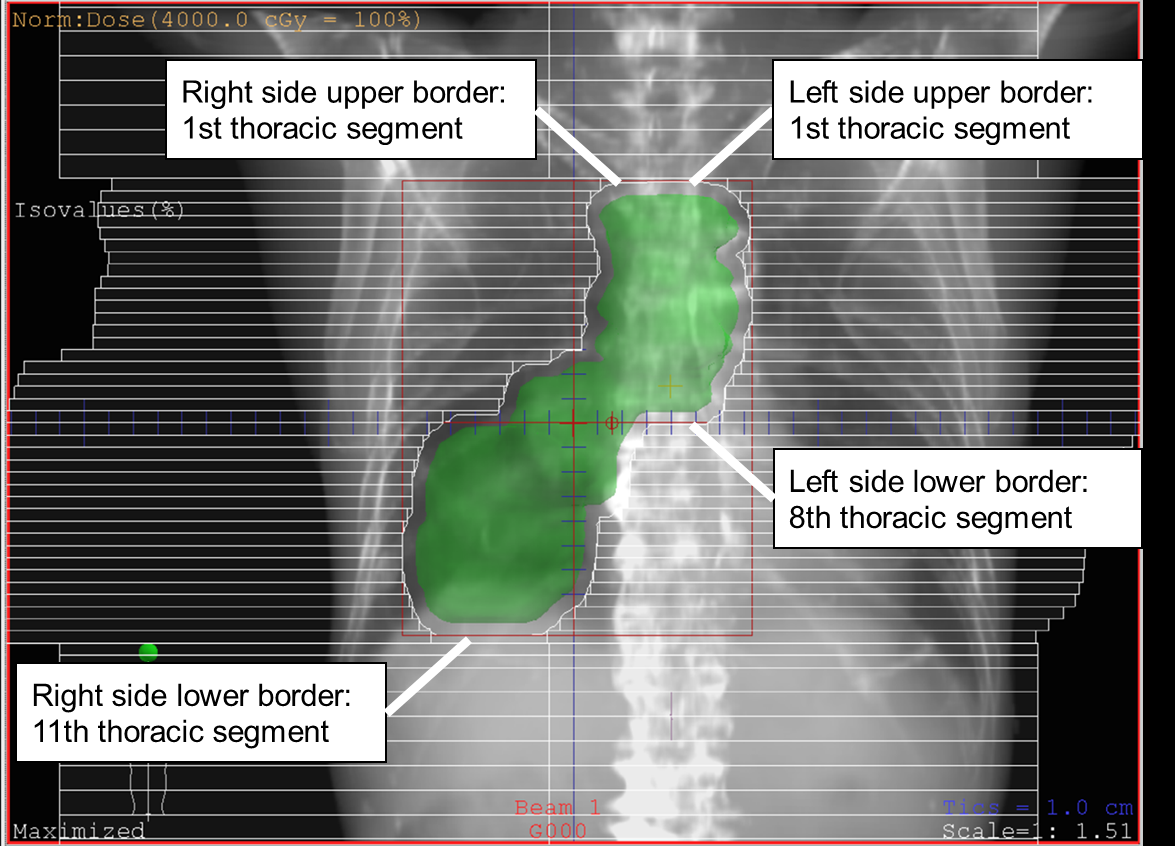 Norm:Dose(4000.0 cGy = 100%)
Right side upper border:
1st thoracic segment
Left side upper border:
1st thoracic segment
Isovalues(%)
Left side lower border:
8th thoracic segment
Right side lower border:
11th thoracic segment
Beam 1
G000
Tics = 1.0 cm
Scale=1: 1.51
Maximized